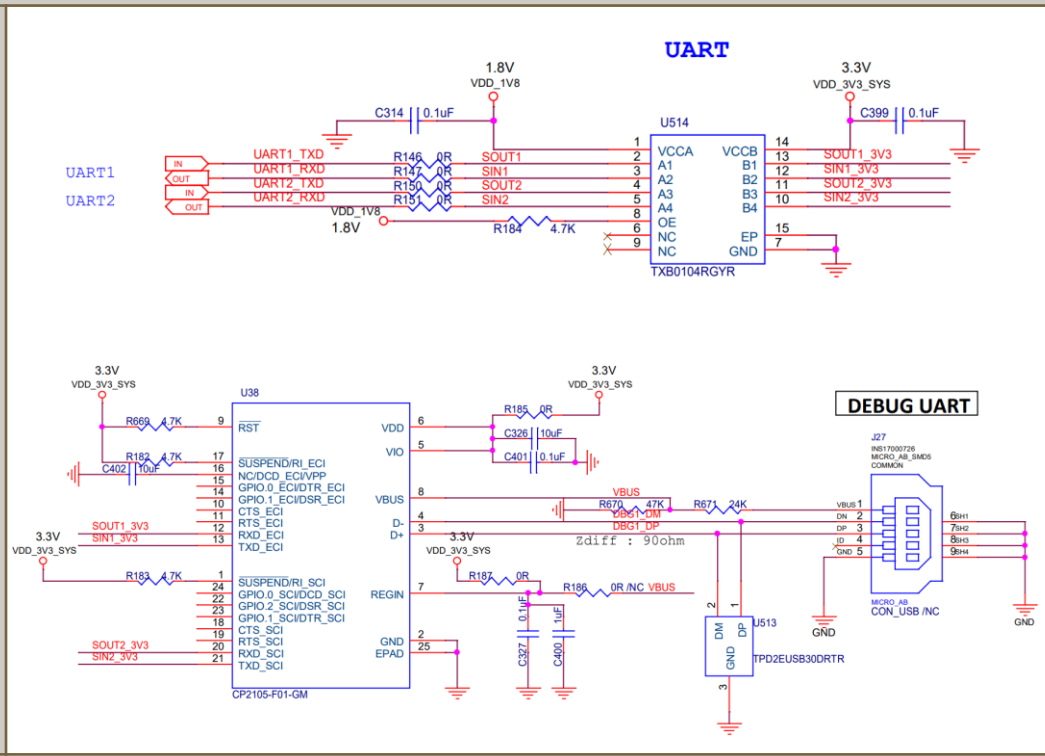 UART
1.8V
VDD_1V8
3.3V
VDD_3V3_SYS
C314
0.1uF
C399
0.1uF
U514
1
VCCA
VCCB
14
UART1
IN
UART1_TXD
R146
0R
SOUT1
2
A1
B1
13
SOUT1_3V3
OUT
UART1_RXD
R147
0R
SIN1
3
A2
B2
12
SIN1_3V3
UART2
IN
UART2_TXD
R150
0R
SOUT2
4
A3
B3
11
SOUT2_3V3
OUT
UART2_RXD
R151
0R
SIN2
5
A4
B4
10
SIN2_3V3
VDD_1V8
1.8V
R184
4.7K
8
OE
6
NC
EP
15
9
NC
GND
7
TXB0104RGYR
3.3V
VDD_3V3_SYS
U38
R669
4.7K
9
RST
R182
4.7K
17
SUSPEND/RI_ECI
C402
10uF
16
NC/DCD_ECI/VPP
15
GPIO.0_ECI/DTR_ECI
14
GPIO.1_ECI/DSR_ECI
10
CTS_ECI
11
RTS_ECI
SOUT1_3V3
12
RXD_ECI
SIN1_3V3
13
TXD_ECI
3.3V
VDD_3V3_SYS
R183
4.7K
1
SUSPEND/RI_SCI
24
GPIO.0_SCI/DCD_SCI
22
GPIO.2_SCI/DSR_SCI
23
GPIO.1_SCI/DTR_SCI
18
CTS_SCI
19
RTS_SCI
SOUT2_3V3
20
RXD_SCI
SIN2_3V3
21
TXD_SCI
CP2105-F01-GM
VDD
6
VIO
5
VBUS
8
D-
4
D+
3
REGIN
7
GND
2
EPAD
25
3.3V
VDD_3V3_SYS
R185
0R
C326
10uF
C401
0.1uF
VBUS
R670
47K
R671
24K
DBG1_DM
DBG1_DP
Zdiff : 90ohm
3.3V
VDD_3V3_SYS
R187
0R
R186
0R /NC
VBUS
0.1uF
C327
1uF
C400
2
1
DM
DP
GND
3
U513
TPD2EUSB30DRTR
DEBUG UART
J27
INS17000726
MICRO_AB_SMD5
COMMON
VBUS
1
DN
2
DP
3
ID
4
GND
5
6
SH1
7
SH2
8
SH3
9
SH4
MICRO_AB
CON_USB /NC
GND
GND